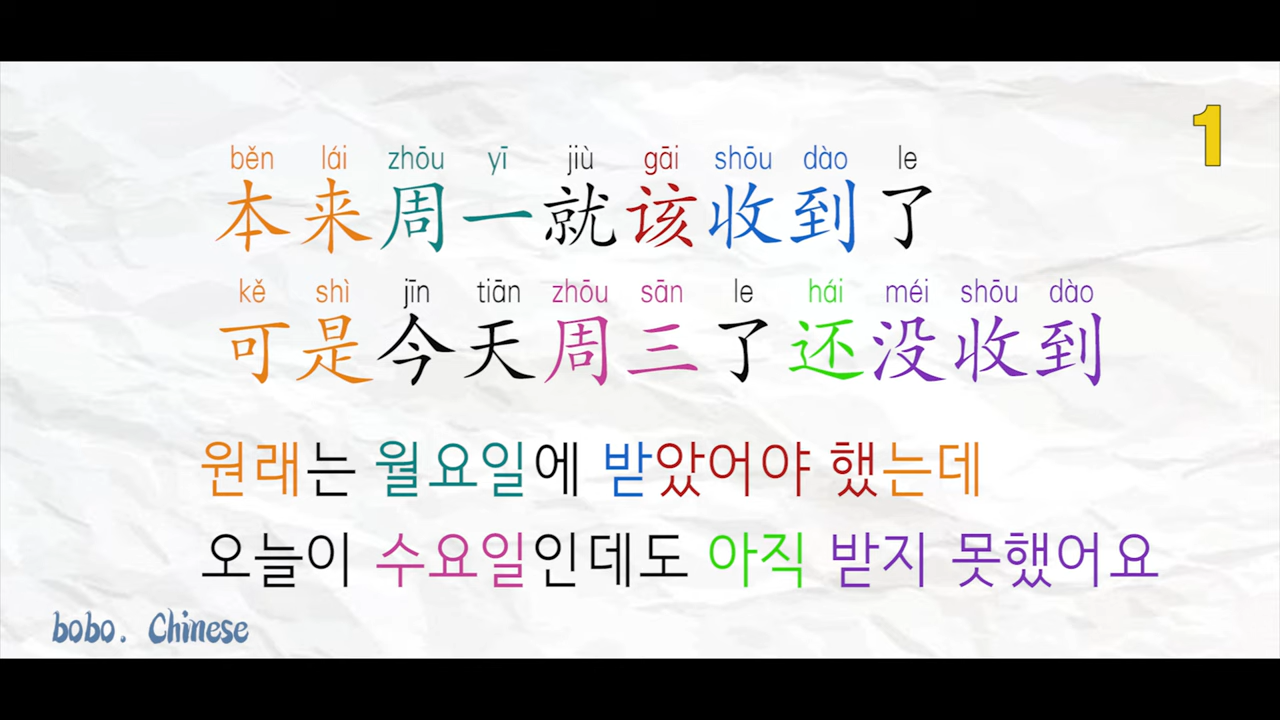 1
běn lái zhōu yī jiù gāi shōu dào le
本来周一就该收到了
kě shì jīn tiān zhōu sān le hái méi shōu dào
可是今天周三了还没收到
원래는 월요일에 받았어야 했는데
오늘이 수요일인데도 아직 받지 못했어요
bobo. Chinese